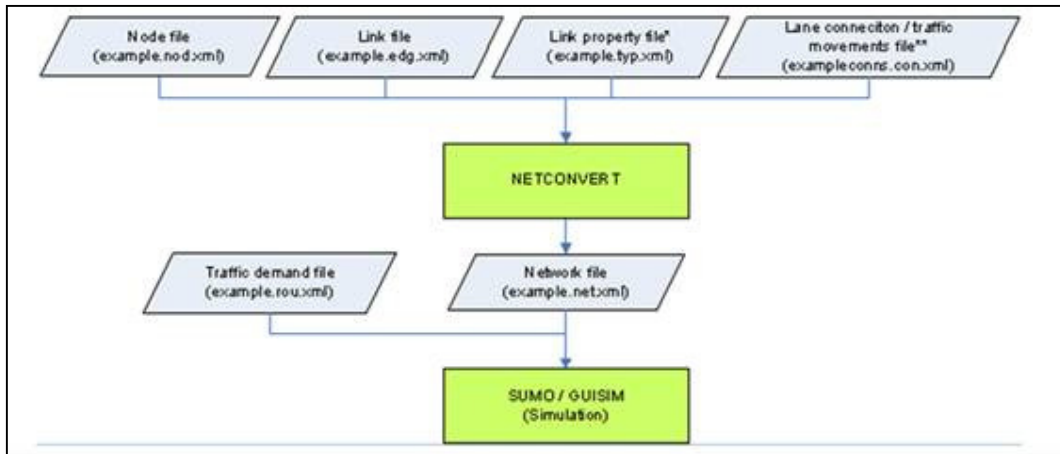 Node file
(example.nod.xml)
Link file
(example.edg.xml)
Link property file*
(example.typ.xml)
Lane conneciton / traffic
movements file**
(exampleconns.con.xml)
NETCONVERT
Traffic demand file
(example.rou.xml)
Network file
(example.net.xml)
SUMO / GUISIM
(Simulation)